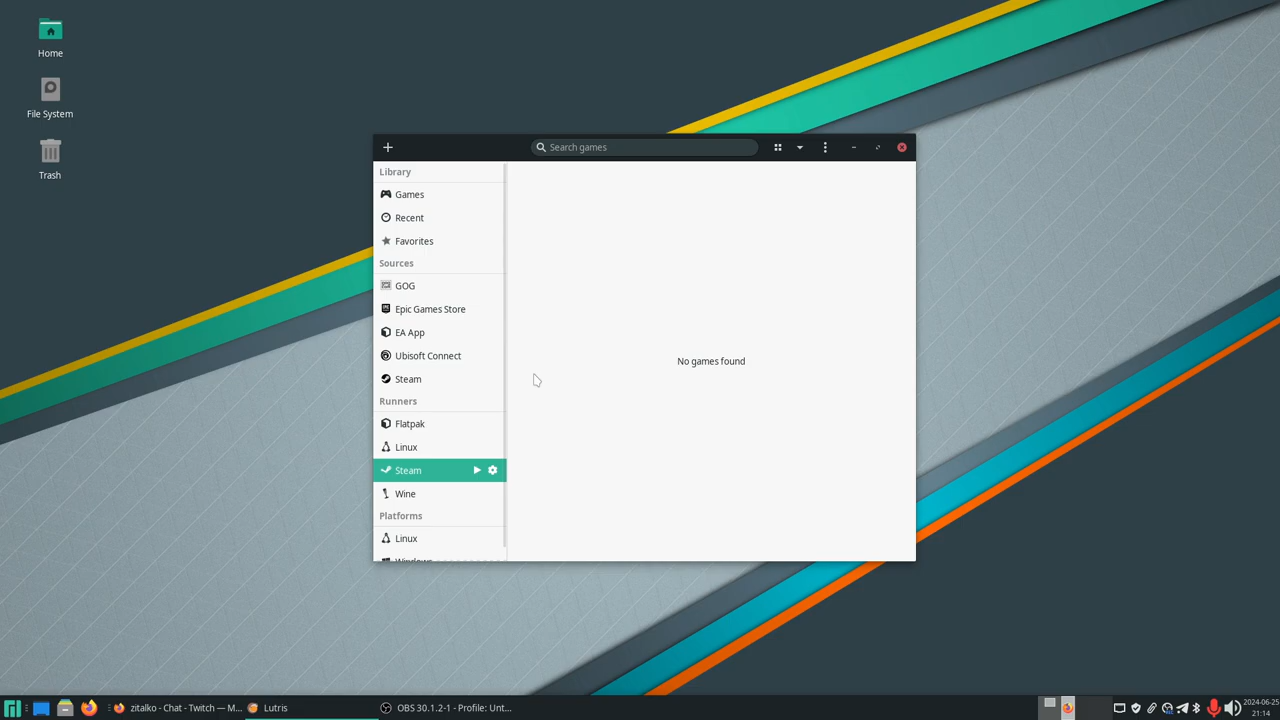 Home
File System
Trash
Search games
Library
Games
Recent
Favorites
Sources
GOG
Epic Games Store
EA App
Ubisoft Connect
Steam
Runners
Flatpak
Linux
Steam
Wine
Platforms
Linux
Windows
No games found
zitalko - Chat - Twitch — M...
Lutris
OBS 30.1.2-1 - Profile: Unt...
2024-06-25
21:14